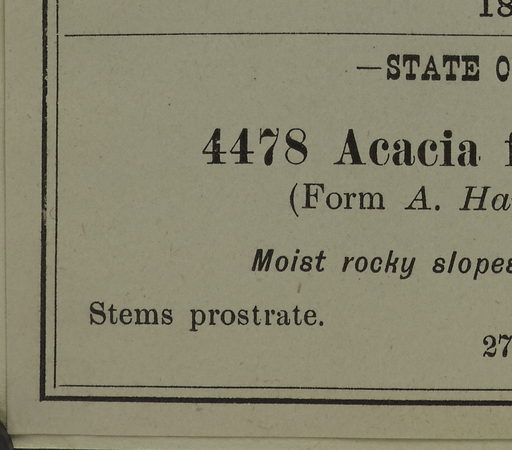 18
—STATE O
4478 Acacia f
(Form A. Ha
Moist rocky slopes
Stems prostrate.
27